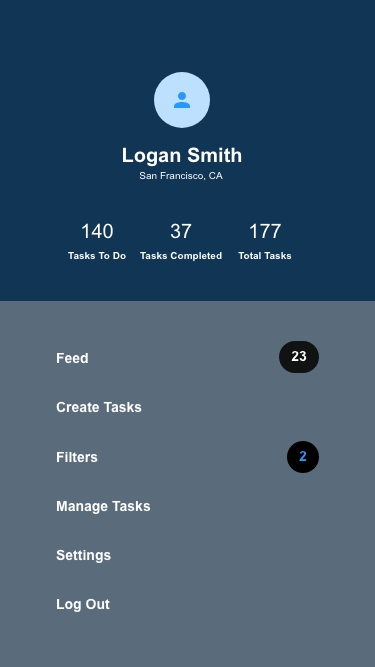 Logan Smith
San Francisco, CA
140 37 177
Tasks To Do Tasks Completed Total Tasks
Feed 23
Create Tasks
Filters 2
Manage Tasks
Settings
Log Out